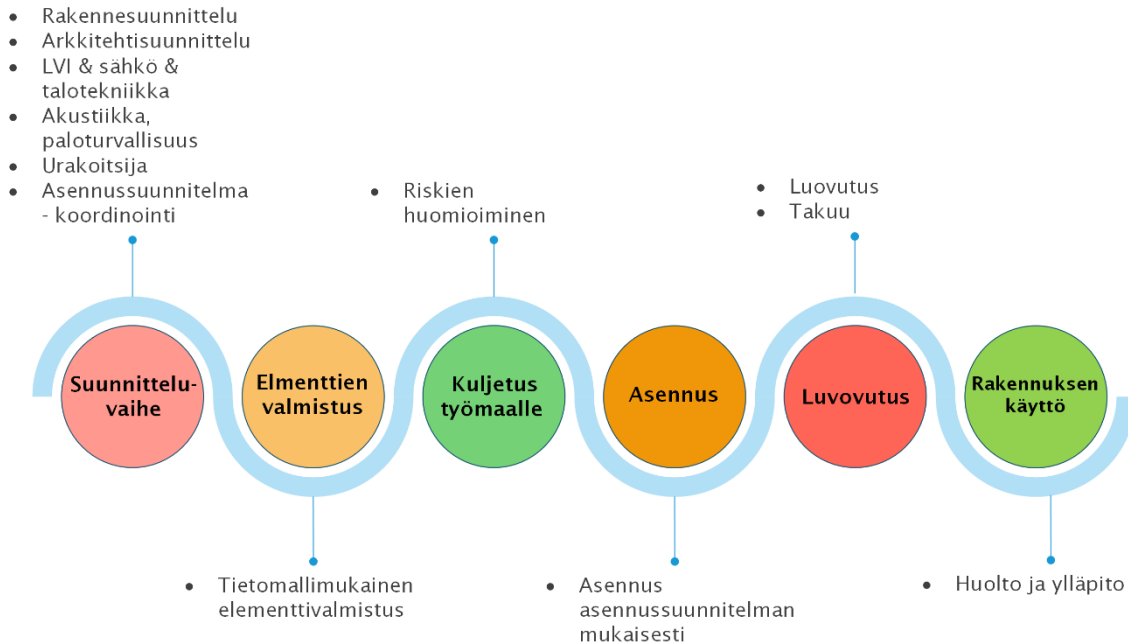 • Rakennesuunnittelu
• Arkkitehtisuunnittelu
• LVI & sähkö &
talotekniikka
• Akustiikka,
paloturvallisuus
• Urakoitsija
• Asennussuunnitelma
- koordinointi
• Riskien
huomioiminen
• Luovutus
• Takuu
Suunnittelu-
vaihe
Elmenttien
valmistus
Kuljetus
työmaalle
Asennus
Luvovutus
Rakennuksen
käyttö
• Tietomallimukainen
elementtivalmistus
• Asennus
asennussuunnitelman
mukaisesti
• Huolto ja ylläpito